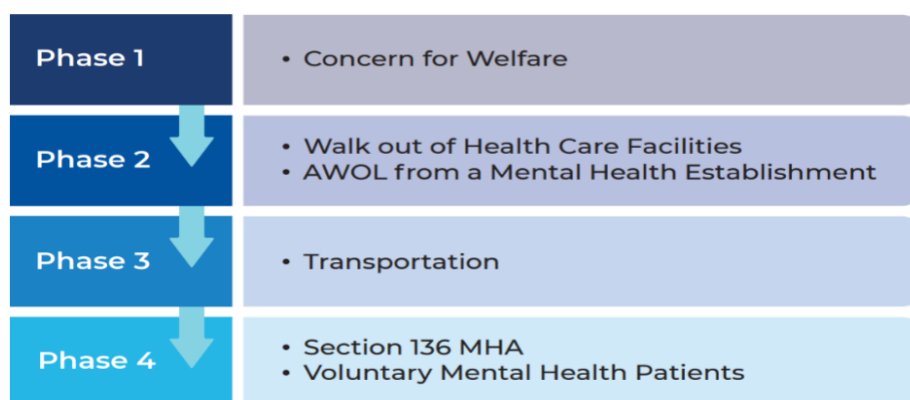 Phase 1
• Concern for Welfare
Phase 2
• Walk out of Health Care Facilities
• AWOL from a Mental Health Establishment
Phase 3
• Transportation
Phase 4
• Section 136 MHA
• Voluntary Mental Health Patients